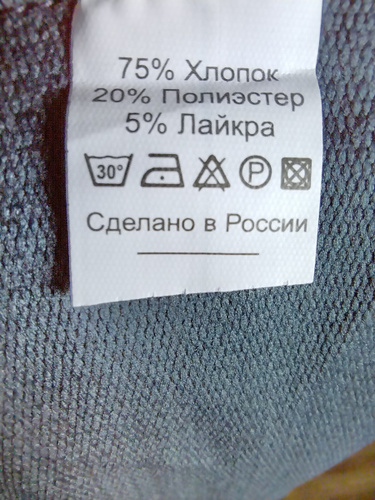 75% Хлопок
20% Полиэстер
5% Лайкра
30° P
Сделано в России